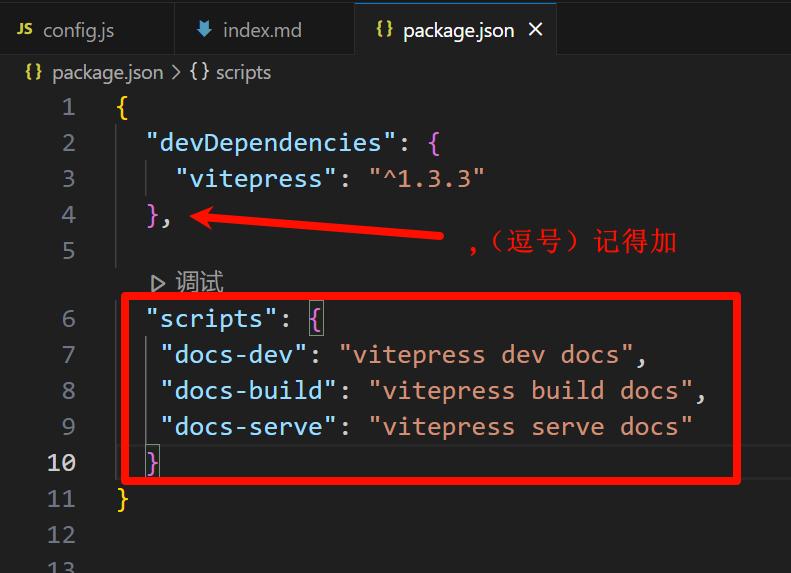 JS config.js index.md {} package.json ×
{} package.json > {} scripts
1 {
2 "devDependencies": {
3 "vitepress": "^1.3.3"
4 },
,（逗号）记得加
5
调试
6 "scripts": {
7 "docs-dev": "vitepress dev docs",
8 "docs-build": "vitepress build docs",
9 "docs-serve": "vitepress serve docs"
10 }
11 }
12
13